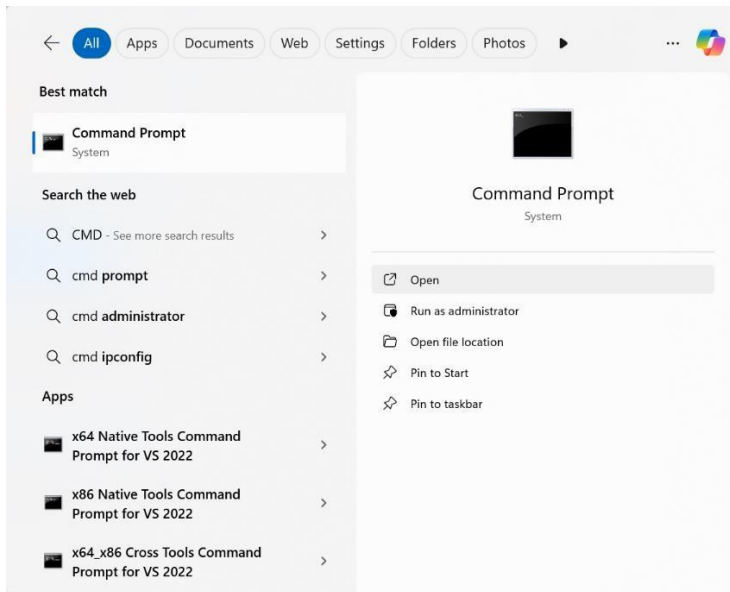 All Apps Documents Web Settings Folders Photos ...
Best match
Command Prompt
System
Search the web
CMD - See more search results
cmd prompt
cmd administrator
cmd ipconfig
Apps
x64 Native Tools Command
Prompt for VS 2022
x86 Native Tools Command
Prompt for VS 2022
x64_x86 Cross Tools Command
Prompt for VS 2022
Command Prompt
System
Open
Run as administrator
Open file location
Pin to Start
Pin to taskbar